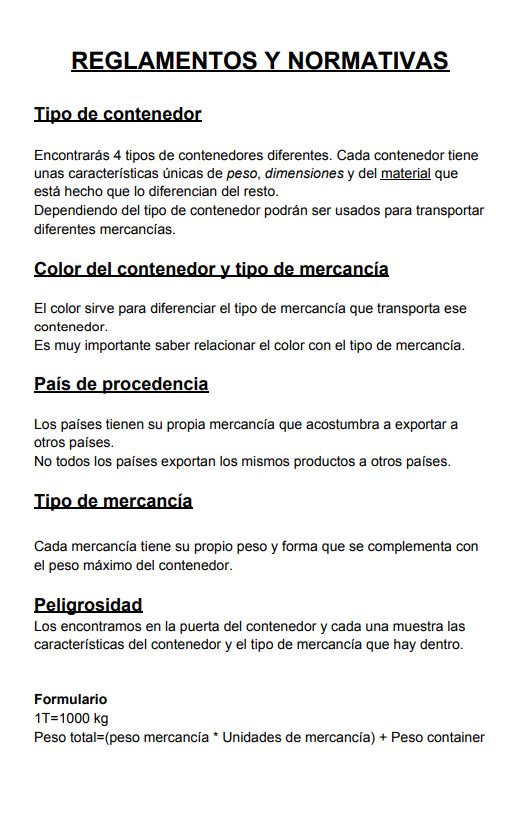 REGLAMENTOS Y NORMATIVAS
Tipo de contenedor
Encontrarás 4 tipos de contenedores diferentes. Cada contenedor tiene
unas características únicas de peso, dimensiones y del material que
está hecho que lo diferencian del resto.
Dependiendo del tipo de contenedor podrán ser usados para transportar
diferentes mercancías.
Color del contenedor y tipo de mercancía
El color sirve para diferenciar el tipo de mercancía que transporta ese
contenedor.
Es muy importante saber relacionar el color con el tipo de mercancía.
País de procedencia
Los países tienen su propia mercancía que acostumbra a exportar a
otros países.
No todos los países exportan los mismos productos a otros países.
Tipo de mercancía
Cada mercancía tiene su propio peso y forma que se complementa con
el peso máximo del contenedor.
Peligrosidad
Los encontramos en la puerta del contenedor y cada una muestra las
características del contenedor y el tipo de mercancía que hay dentro.
Formulario
1T=1000 kg
Peso total=(peso mercancía * Unidades de mercancía) + Peso container